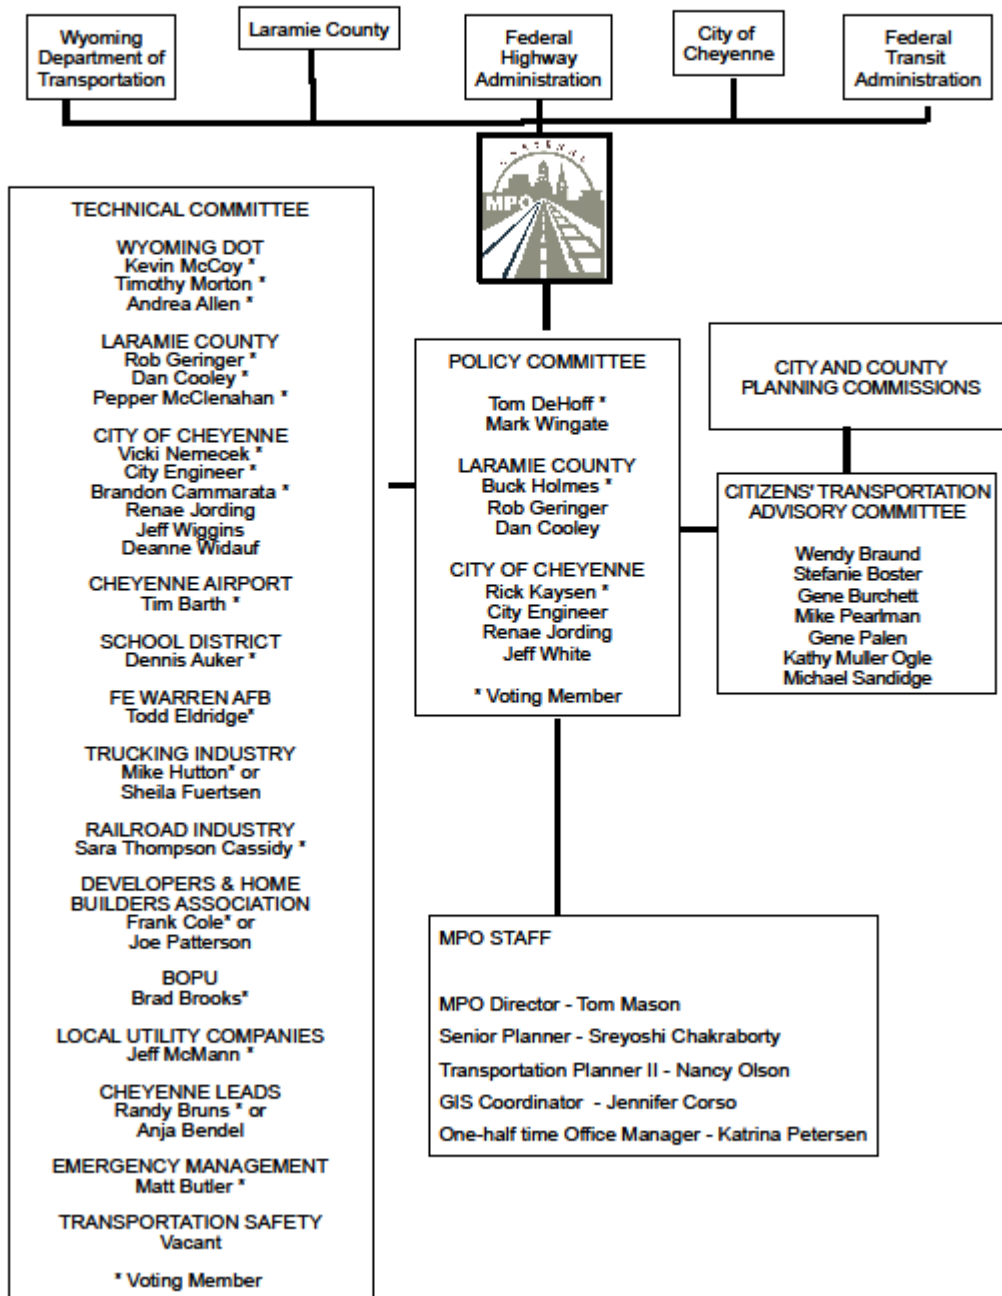 Wyoming
Department of
Transportation
Laramie County
Federal
Highway
Administration
City of
Cheyenne
Federal
Transit
Administration
CHEYENNE
MPO
TECHNICAL COMMITTEE
WYOMING DOT
Kevin McCoy *
Timothy Morton *
Andrea Allen *
LARAMIE COUNTY
Rob Geringer *
Dan Cooley *
Pepper McClenahan *
CITY OF CHEYENNE
Vicki Nemecek *
City Engineer *
Brandon Cammarata *
Renae Jording
Jeff Wiggins
Deanne Widauf
CHEYENNE AIRPORT
Tim Barth *
SCHOOL DISTRICT
Dennis Auker *
FE WARREN AFB
Todd Eldridge*
TRUCKING INDUSTRY
Mike Hutton* or
Sheila Fuertsen
RAILROAD INDUSTRY
Sara Thompson Cassidy *
DEVELOPERS & HOME
BUILDERS ASSOCIATION
Frank Cole* or
Joe Patterson
BOPU
Brad Brooks*
LOCAL UTILITY COMPANIES
Jeff McMann *
CHEYENNE LEADS
Randy Bruns * or
Anja Bendel
EMERGENCY MANAGEMENT
Matt Butler *
TRANSPORTATION SAFETY
Vacant
* Voting Member
POLICY COMMITTEE
Tom DeHoff *
Mark Wingate
LARAMIE COUNTY
Buck Holmes *
Rob Geringer
Dan Cooley
CITY OF CHEYENNE
Rick Kaysen *
City Engineer
Renae Jording
Jeff White
* Voting Member
CITY AND COUNTY
PLANNING COMMISSIONS
CITIZENS' TRANSPORTATION
ADVISORY COMMITTEE
Wendy Braund
Stefanie Boster
Gene Burchett
Mike Pearlman
Gene Palen
Kathy Muller Ogle
Michael Sandidge
MPO STAFF
MPO Director - Tom Mason
Senior Planner - Sreyoshi Chakraborty
Transportation Planner II - Nancy Olson
GIS Coordinator - Jennifer Corso
One-half time Office Manager - Katrina Petersen